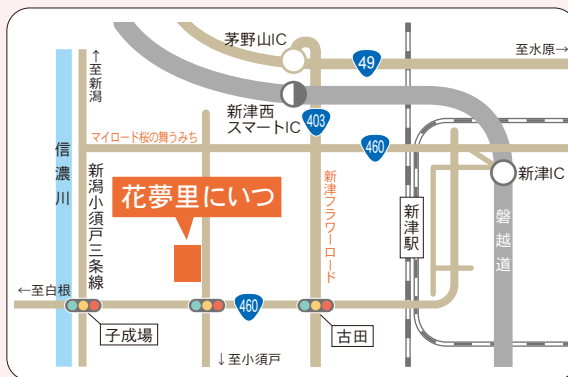 茅野山IC
49
至水原→
←至新潟
新津西
スマートIC
403
マイロード桜の舞うみち
460
信濃川
新潟小須戸三条線
花夢里にいつ
新津フラワーロード
新津駅
新津IC
磐越道
←至白根
460
子成場
古田
↓至小須戸